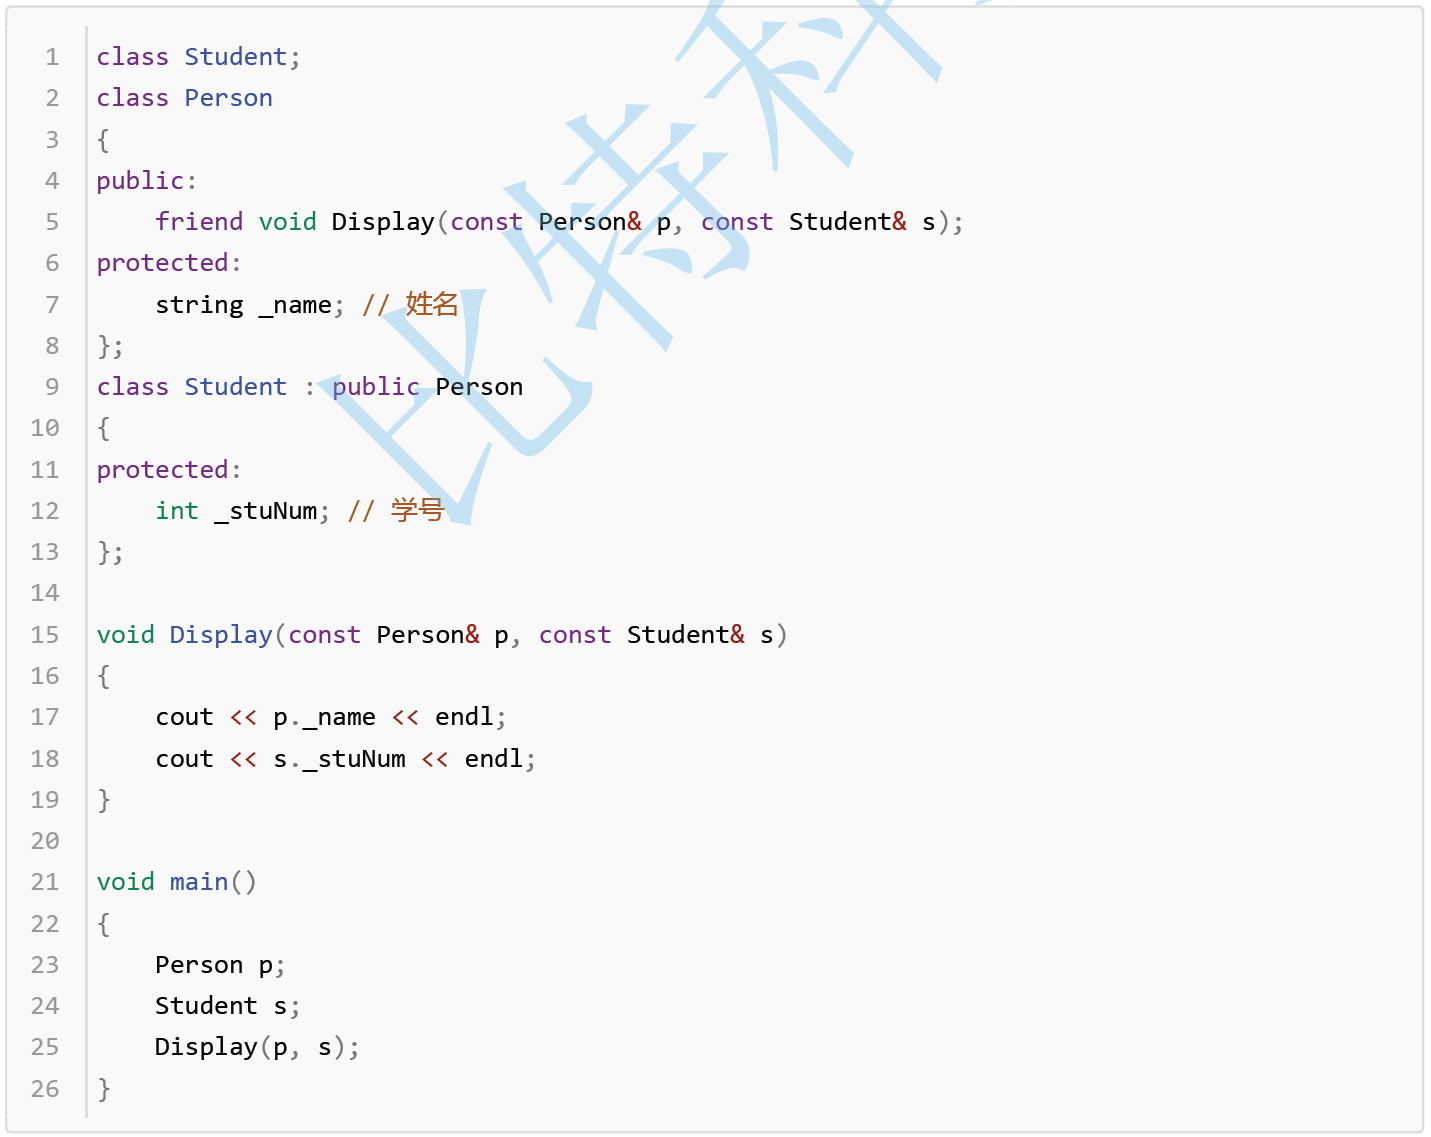 1 class Student;
2 class Person
3 {
4 public:
5     friend void Display(const Person& p, const Student& s);
6 protected:
7     string _name; // 姓名
8 };
9 class Student : public Person
10 {
11 protected:
12     int _stuNum; // 学号
13 };
14
15 void Display(const Person& p, const Student& s)
16 {
17     cout << p._name << endl;
18     cout << s._stuNum << endl;
19 }
20
21 void main()
22 {
23     Person p;
24     Student s;
25     Display(p, s);
26 }
比特科